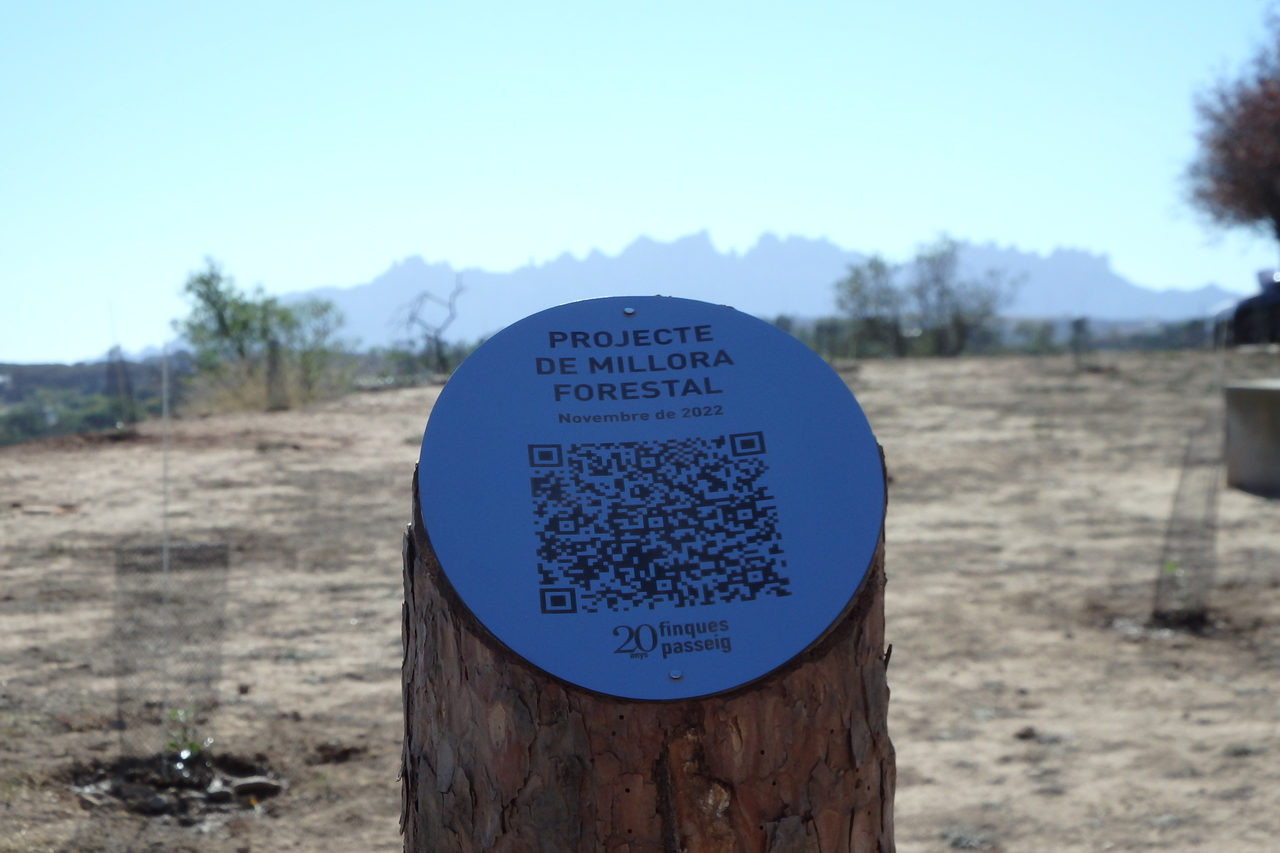 PROJECTE
DE MILLORA
FORESTAL
Novembre de 2022
20 finques
anys passeig